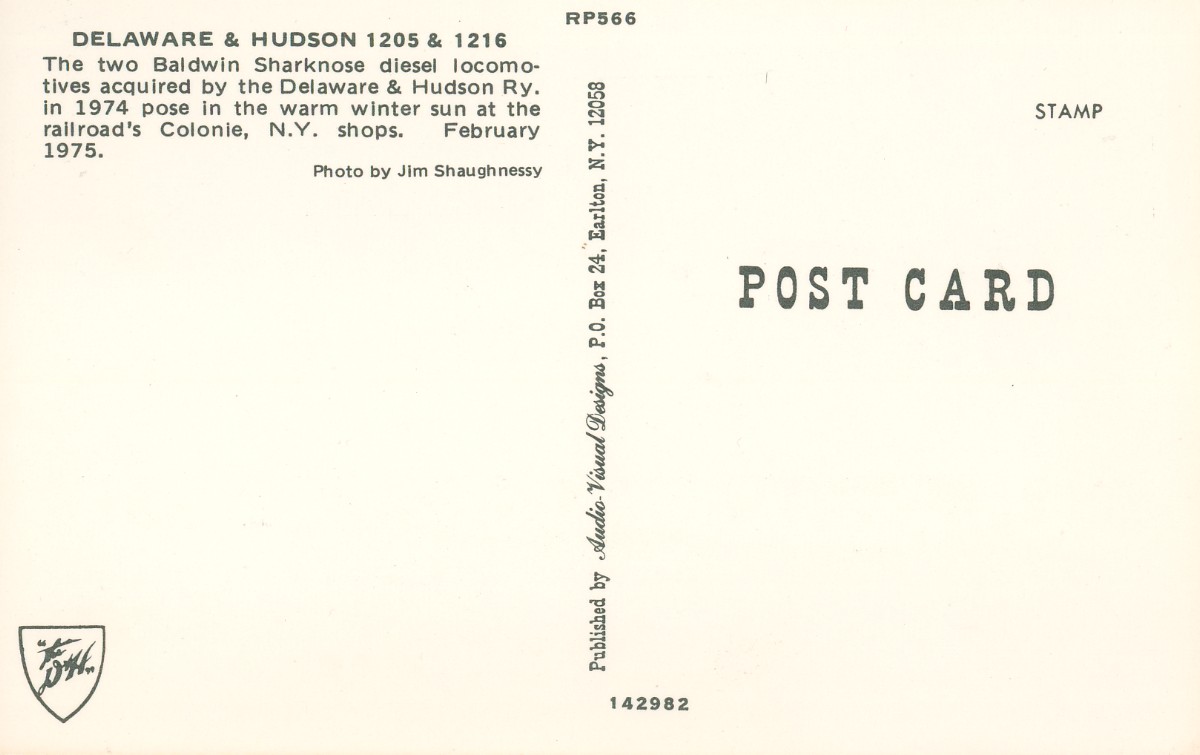 RP566
DELAWARE & HUDSON 1205 & 1216
The two Baldwin Sharknose diesel locomo-
tives acquired by the Delaware & Hudson Ry.
in 1974 pose in the warm winter sun at the
railroad's Colonie, N.Y. shops. February
1975.
Photo by Jim Shaughnessy
Published by Audio-Visual Designs, P.O. Box 24, Earlton, N.Y. 12058
STAMP
POST CARD
"The
D&H"
142982